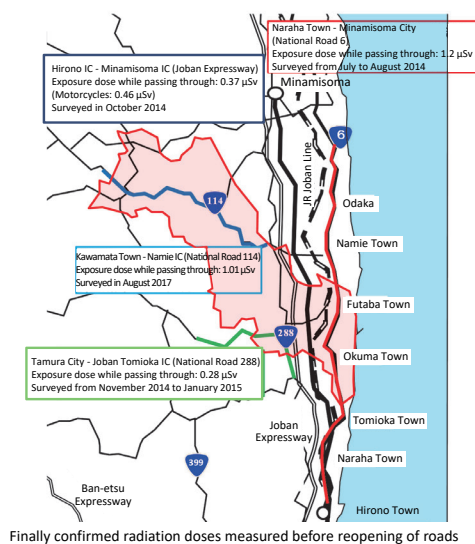 Naraha Town - Minamisoma City
(National Road 6)
Exposure dose while passing through: 1.2 µSv
Surveyed from July to August 2014
Hirono IC - Minamisoma IC (Joban Expressway)
Exposure dose while passing through: 0.37 µSv
(Motorcycles: 0.46 µSv)
Surveyed in October 2014
Minamisoma
6
JR Joban Line
114
Odaka
Namie Town
Kawamata Town - Namie IC (National Road 114)
Exposure dose while passing through: 1.01 µSv
Surveyed in August 2017
Futaba Town
288
Okuma Town
Tamura City - Joban Tomioka IC (National Road 288)
Exposure dose while passing through: 0.28 µSv
Surveyed from November 2014 to January 2015
Tomioka Town
Joban
Expressway
Naraha Town
399
Ban-etsu
Expressway
Hirono Town
Finally confirmed radiation doses measured before reopening of roads